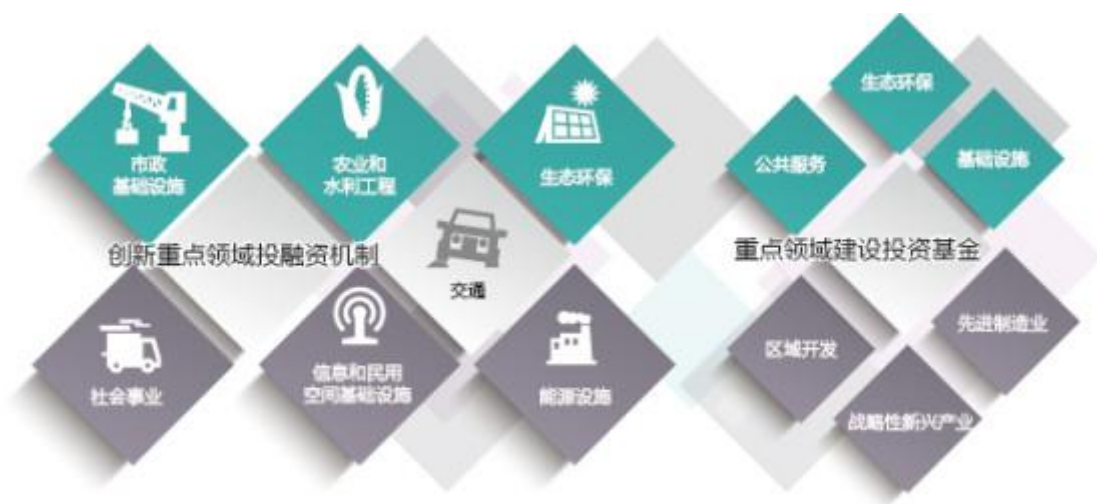 市政
基础设施
农业和
水利工程
生态环保
创新重点领域投融资机制
交通
社会事业
信息和民用
空间基础设施
能源设施
生态环保
公共服务
基础设施
重点领域建设投资基金
区域开发
先进制造业
战略性新兴产业